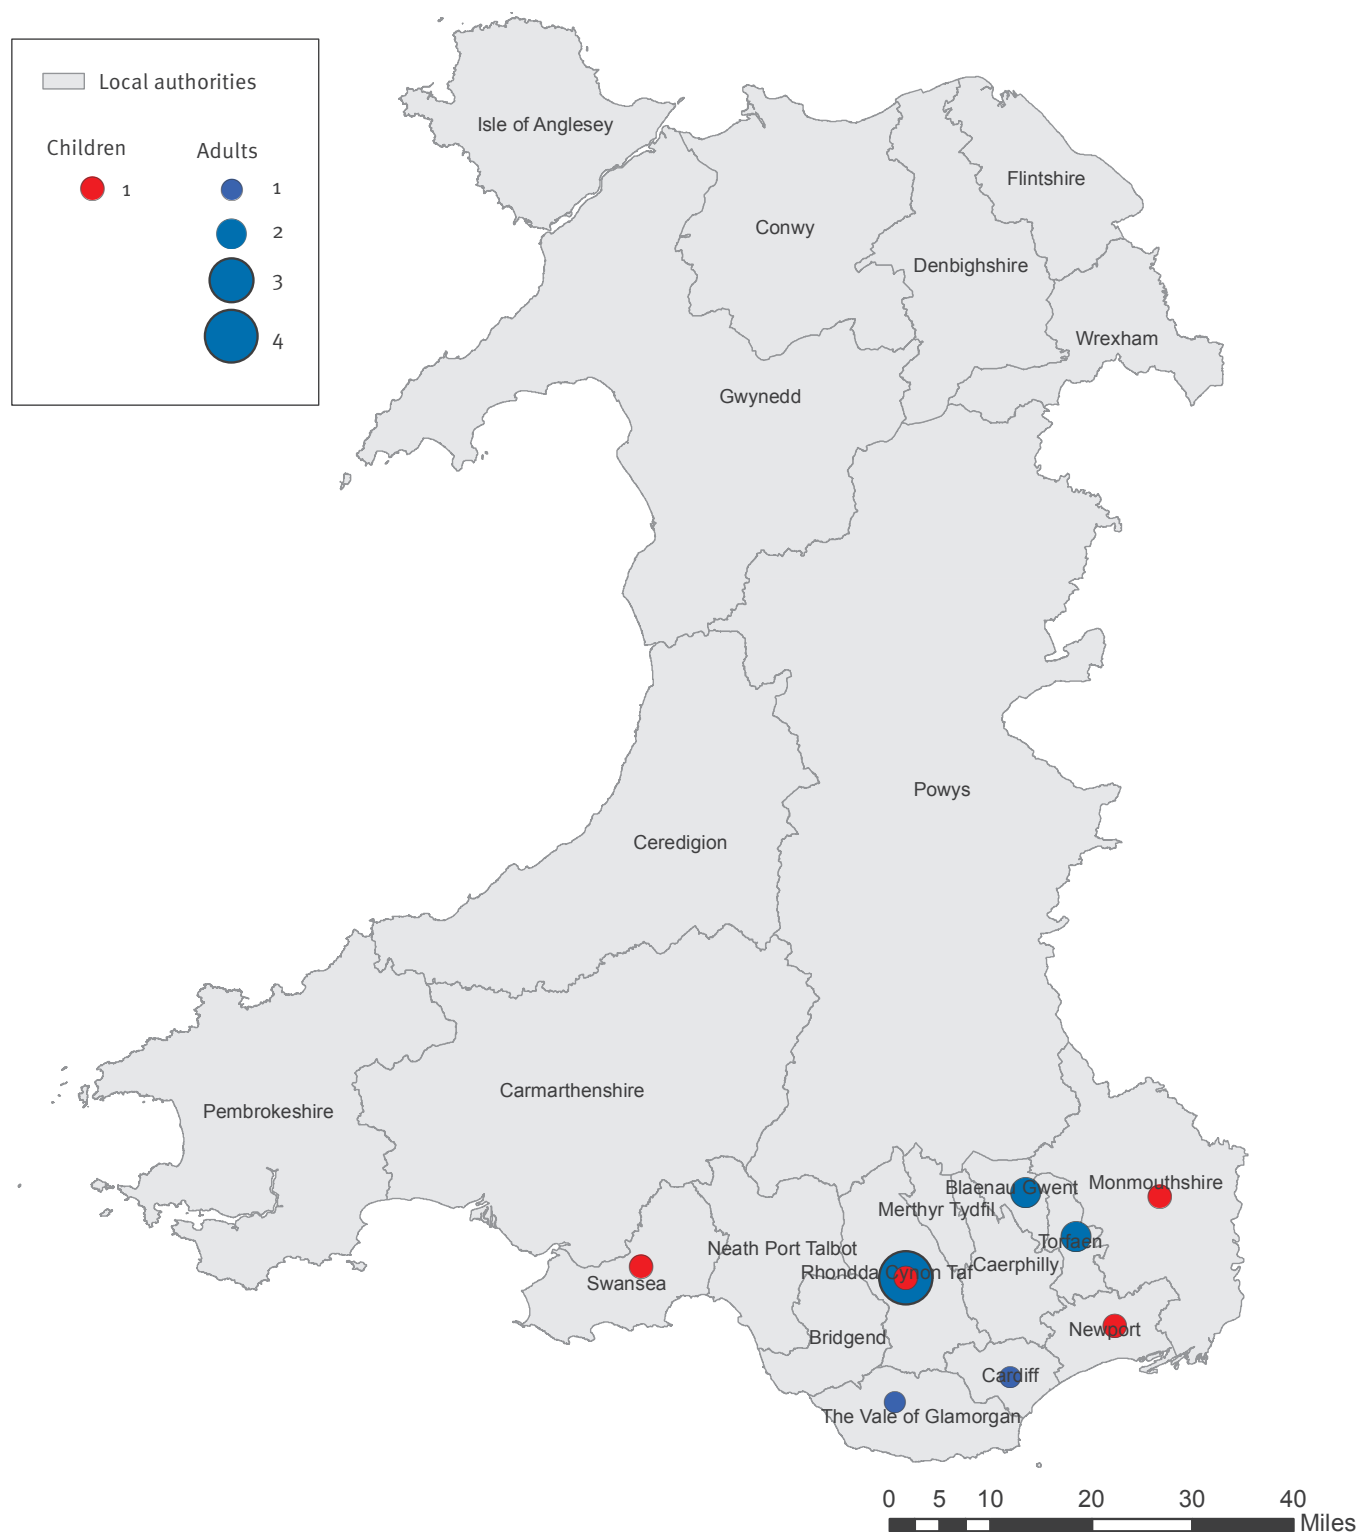 Local authorities
Children
Adults
1
1
2
3
4
Isle of Anglesey
Flintshire
Conwy
Denbighshire
Wrexham
Gwynedd
Powys
Ceredigion
Carmarthenshire
Pembrokeshire
Monmouthshire
Blaenau Gwent
Merthyr Tydfil
Torfaen
Neath Port Talbot
Caerphilly
Rhondda Cynon Taf
Swansea
Newport
Bridgend
Cardiff
The Vale of Glamorgan
0 5 10 20 30 40
Miles